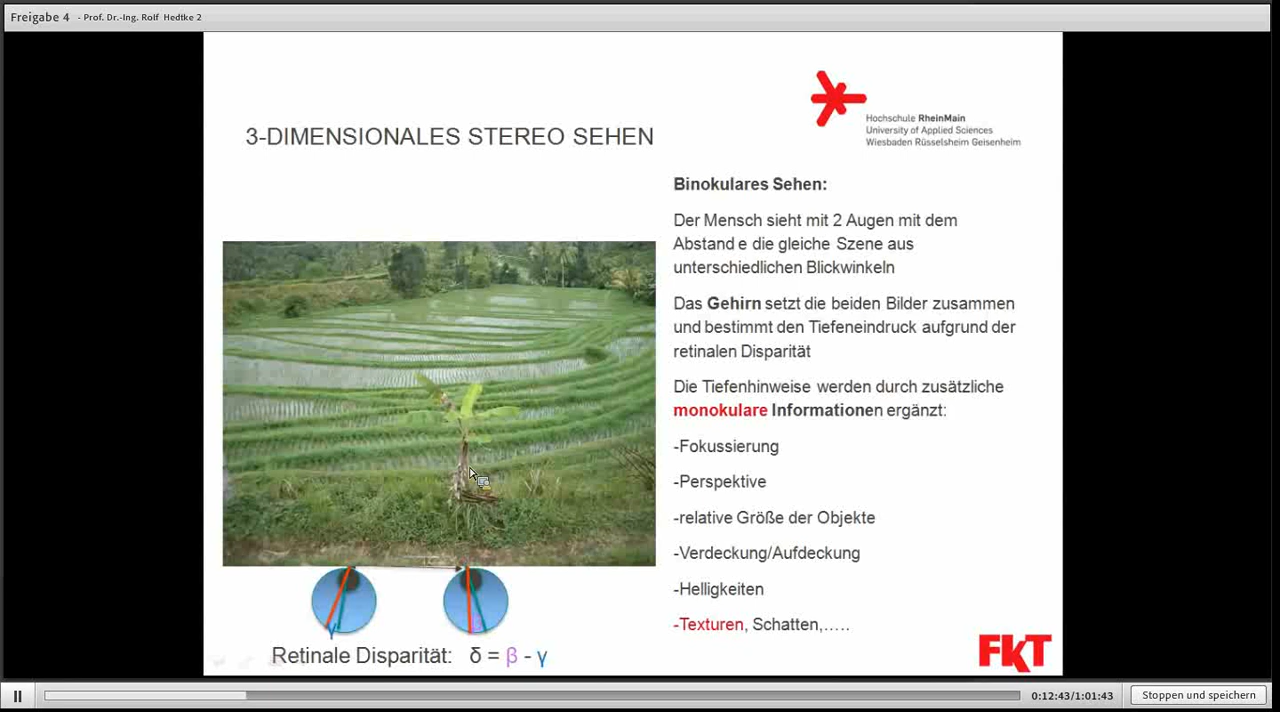 Freigabe 4 - Prof. Dr.-Ing. Rolf Hedtke 2
3-DIMENSIONALES STEREO SEHEN
Hochschule RheinMain
University of Applied Sciences
Wiesbaden Rüsselsheim Geisenheim
Binokulares Sehen:
Der Mensch sieht mit 2 Augen mit dem
Abstand e die gleiche Szene aus
unterschiedlichen Blickwinkeln
Das Gehirn setzt die beiden Bilder zusammen
und bestimmt den Tiefeneindruck aufgrund der
retinalen Disparität
Die Tiefenhinweise werden durch zusätzliche
monokulare Informationen ergänzt:
-Fokussierung
-Perspektive
-relative Größe der Objekte
-Verdeckung/Aufdeckung
-Helligkeiten
-Texturen, Schatten,.....
γ
Retinale Disparität: δ = β - γ
FKT
0:12:43/1:01:43
Stoppen und speichern